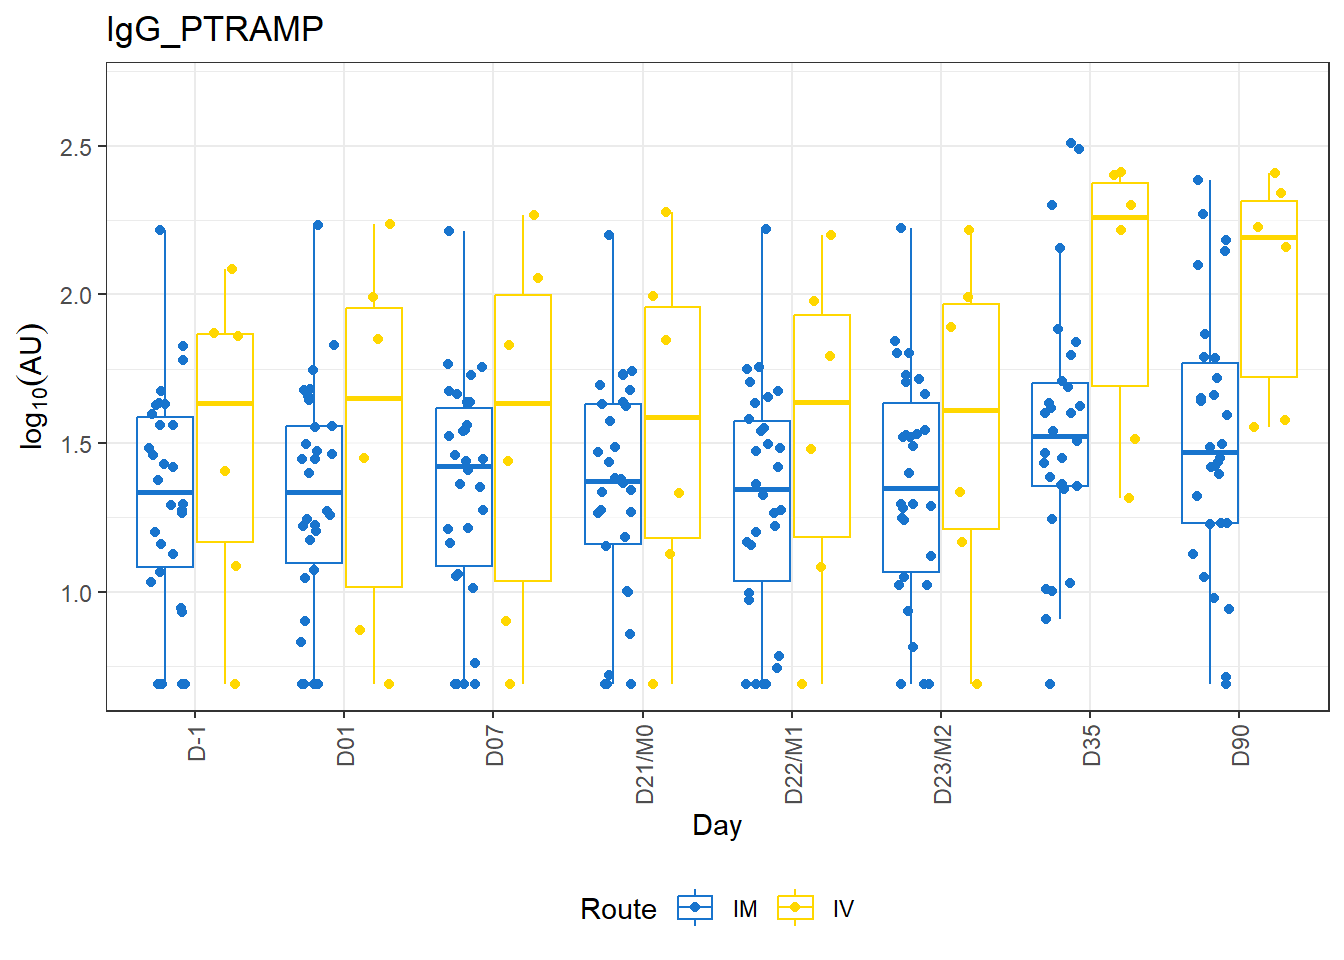 IgG_PTRAMP
log₁₀(AU)
2.5
2.0
1.5
1.0
D-1 D01 D07 D21/M0 D22/M1 D23/M2 D35 D90
Day
Route IM IV